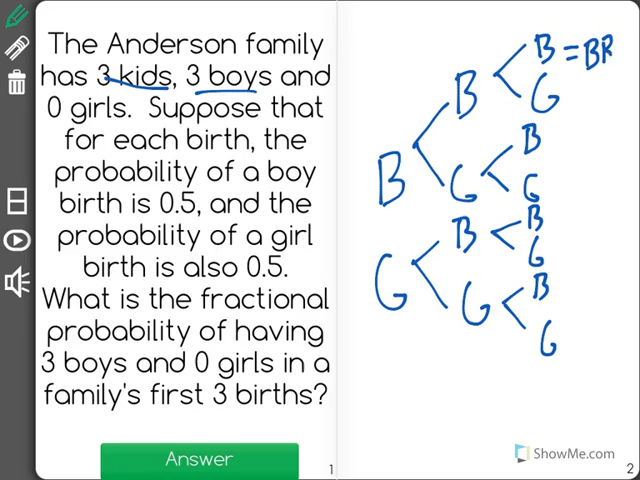 The Anderson family
has 3 kids, 3 boys and
0 girls. Suppose that
for each birth, the
probability of a boy
birth is 0.5, and the
probability of a girl
birth is also 0.5.
What is the fractional
probability of having
3 boys and 0 girls in a
family's first 3 births?
Answer
1
B = BB
B
G
B
B
G
G
B
B
G
G
B
G
G
ShowMe.com
2